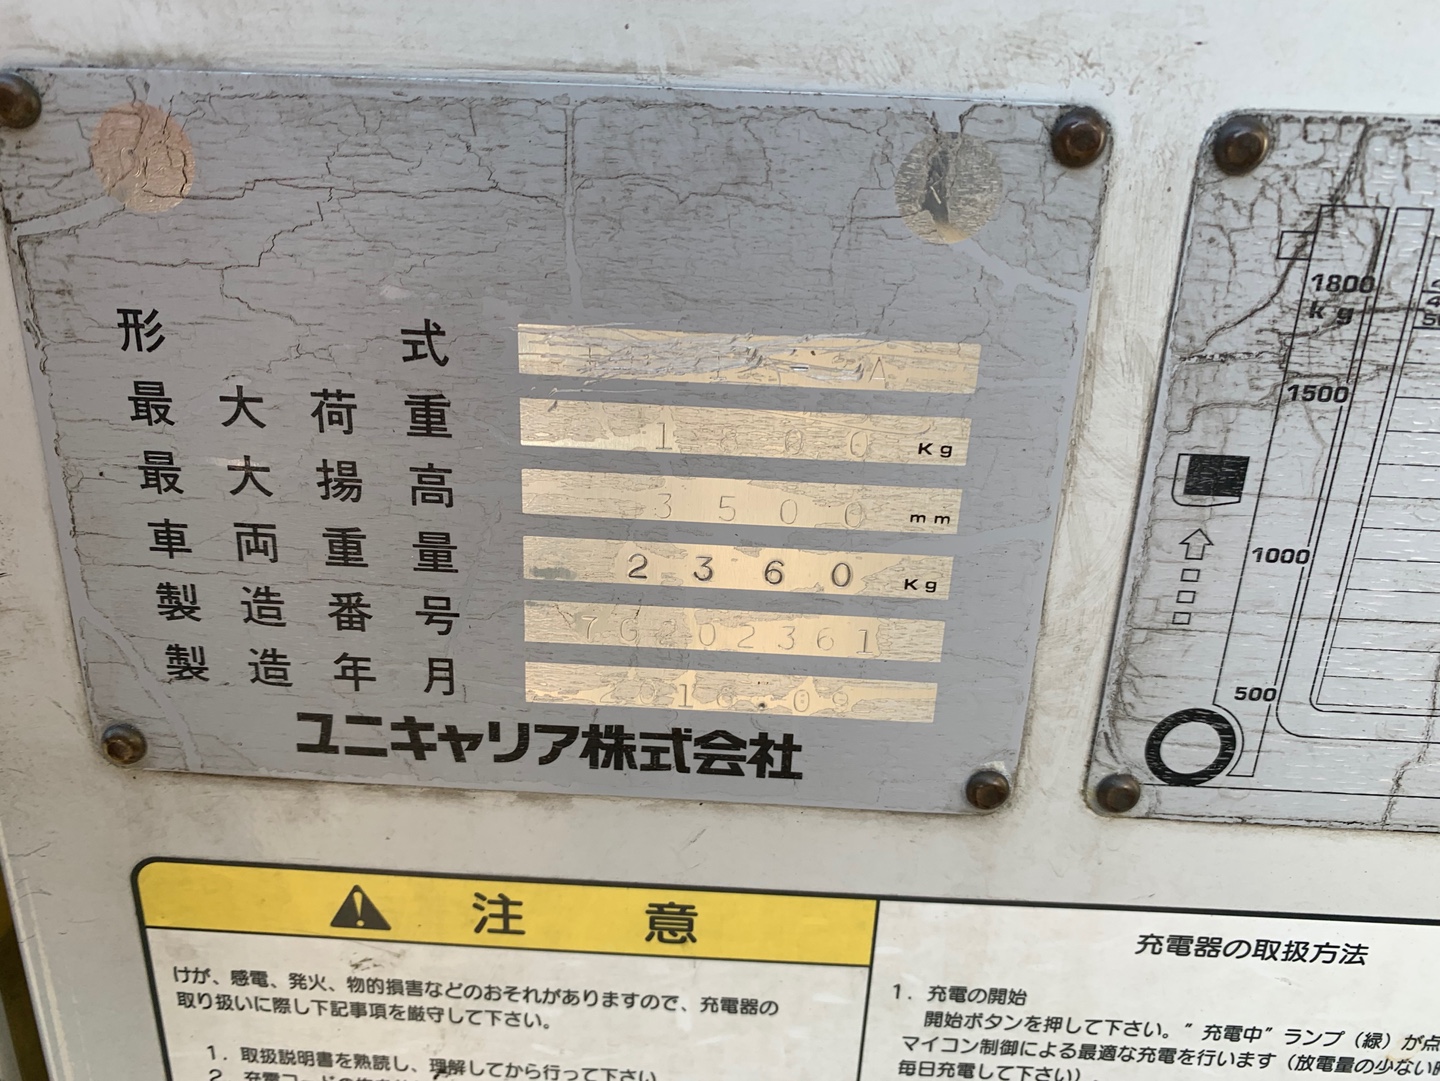 形式
最大荷重 Kg
最大揚高 3500 mm
車両重量 2360 Kg
製造番号
製造年月
ユニキャリア株式会社
1800
kg
1500
1000
500
注意
けが、感電、発火、物的損害などのおそれがありますので、充電器の
取り扱いに際し下記事項を厳守して下さい。
1. 取扱説明書を熟読し、理解してから行って下さい
2.
充電器の取扱方法
1. 充電の開始
開始ボタンを押して下さい。”充電中”ランプ（緑）が点
マイコン制御による最適な充電を行います（放電量の少ない
毎日充電して下さい）